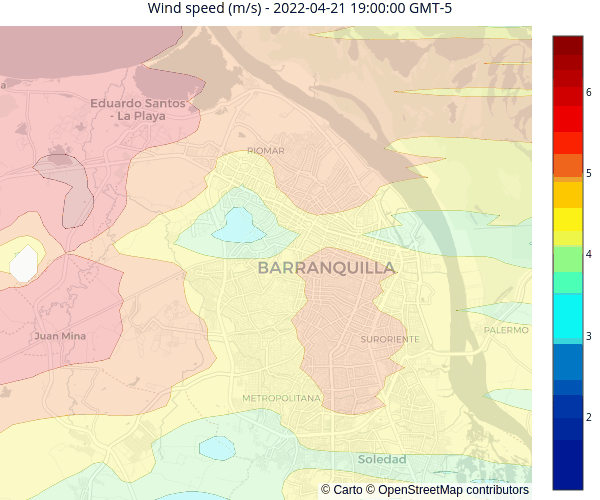 Wind speed (m/s) - 2022-04-21 19:00:00 GMT-5
a
Eduardo Santos
- La Playa
RIOMAR
BARRANQUILLA
Juan Mina
SURORIENTE
PALERMO
METROPOLITANA
Soledad
6
5
4
3
2
© Carto © OpenStreetMap contributors